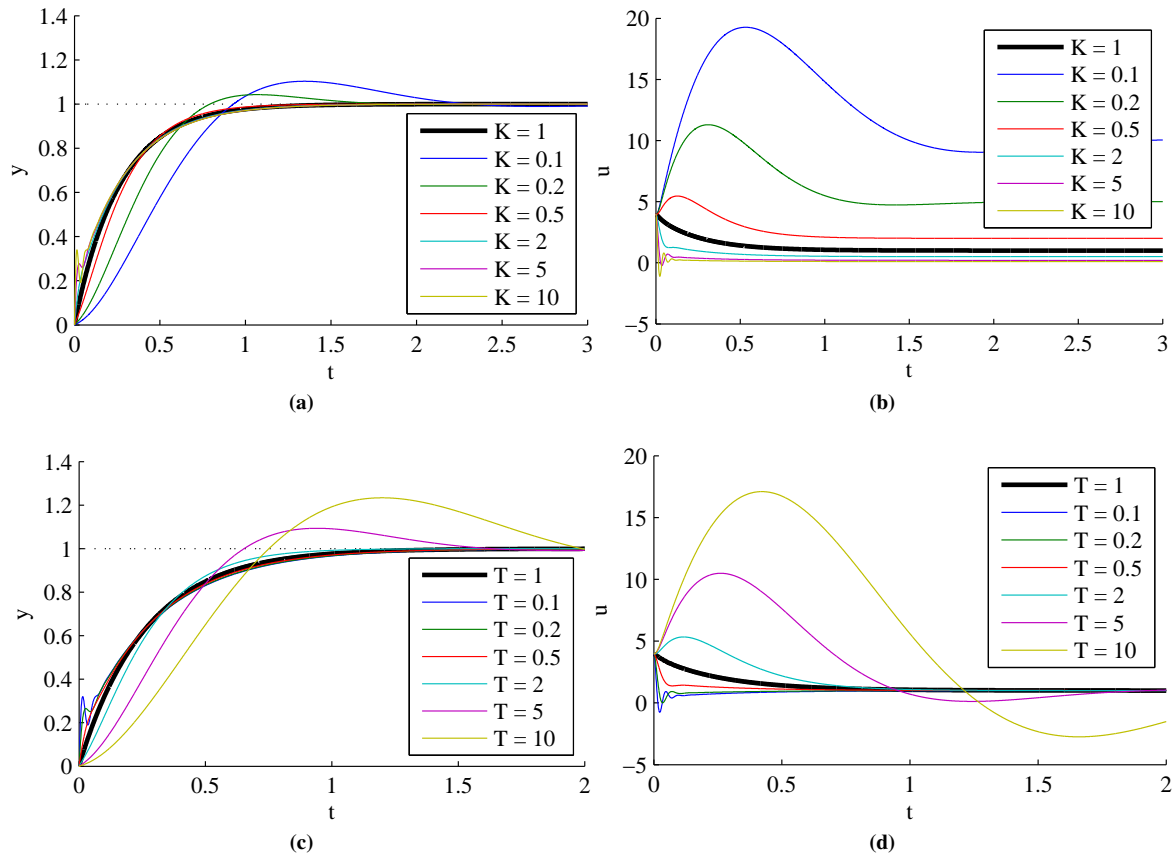 1.4
1.2
1
0.8
0.6
0.4
0.2
0
y
0
0.5
1
1.5
2
2.5
3
t
K = 1
K = 0.1
K = 0.2
K = 0.5
K = 2
K = 5
K = 10
(a)
20
15
10
5
0
−5
u
0
0.5
1
1.5
2
2.5
3
t
K = 1
K = 0.1
K = 0.2
K = 0.5
K = 2
K = 5
K = 10
(b)
1.4
1.2
1
0.8
0.6
0.4
0.2
0
y
0
0.5
1
1.5
2
t
T = 1
T = 0.1
T = 0.2
T = 0.5
T = 2
T = 5
T = 10
(c)
20
15
10
5
0
−5
u
0
0.5
1
1.5
2
t
T = 1
T = 0.1
T = 0.2
T = 0.5
T = 2
T = 5
T = 10
(d)